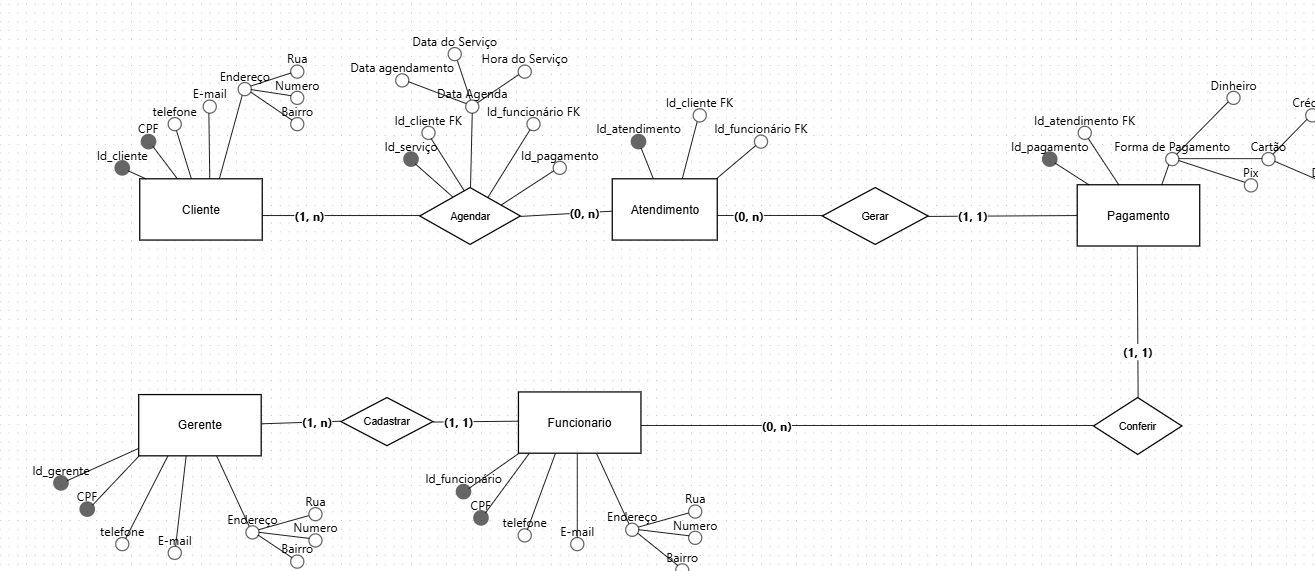 Data do Serviço
Data agendamento
Hora do Serviço
Data Agenda
Id_cliente FK
Id_funcionário FK
Id_serviço
Id_pagamento
Rua
Endereço
Numero
Bairro
E-mail
telefone
CPF
Id_cliente
Cliente
(1, n)
Agendar
(0, n)
Id_cliente FK
Id_atendimento
Id_funcionário FK
Atendimento
(0, n)
Gerar
(1, 1)
Dinheiro
Id_atendimento FK
Id_pagamento
Forma de Pagamento
Cartão
Pix
Pagamento
(1, 1)
Gerente
(1, n)
Cadastrar
(1, 1)
Funcionario
(0, n)
Conferir
Id_gerente
CPF
telefone
E-mail
Endereço
Rua
Numero
Bairro
Id_funcionário
CPF
telefone
E-mail
Endereço
Rua
Numero
Bairro